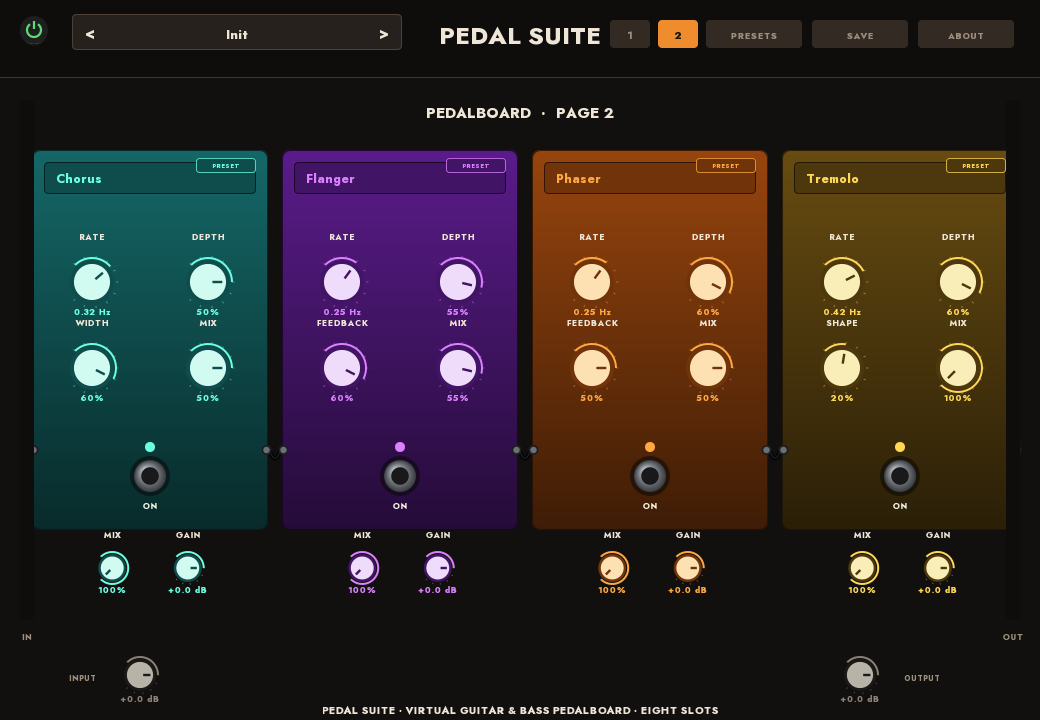 < Init > PEDAL SUITE 1 2 PRESETS SAVE ABOUT
PEDALBOARD · PAGE 2
PRESET PRESET PRESET PRESET
Chorus Flanger Phaser Tremolo
RATE DEPTH RATE DEPTH RATE DEPTH RATE DEPTH
0.32 Hz 50% 0.25 Hz 55% 0.25 Hz 60% 0.42 Hz 60%
WIDTH MIX FEEDBACK MIX FEEDBACK MIX SHAPE MIX
60% 50% 60% 55% 50% 50% 20% 100%
ON ON ON ON
MIX GAIN MIX GAIN MIX GAIN MIX GAIN
100% +0.0 dB 100% +0.0 dB 100% +0.0 dB 100% +0.0 dB
IN OUT
INPUT OUTPUT
+0.0 dB +0.0 dB
PEDAL SUITE · VIRTUAL GUITAR & BASS PEDALBOARD · EIGHT SLOTS